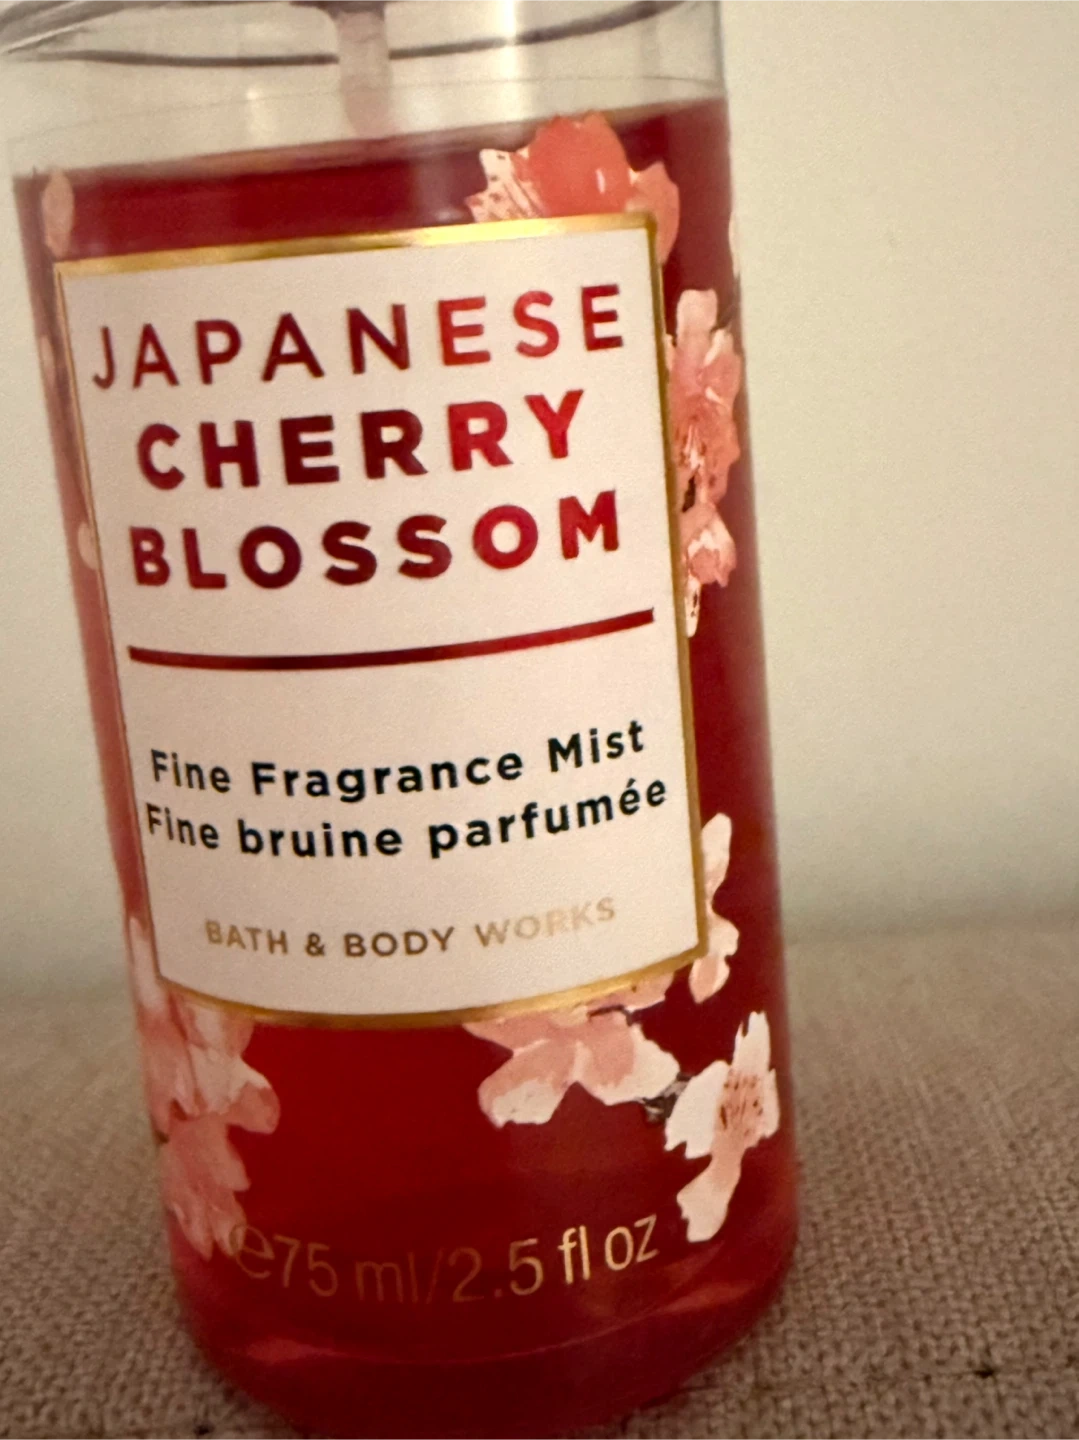 JAPANESE
CHERRY
BLOSSOM
Fine Fragrance Mist
Fine bruine parfumée
BATH & BODY WORKS
℮75 ml/2.5 fl oz